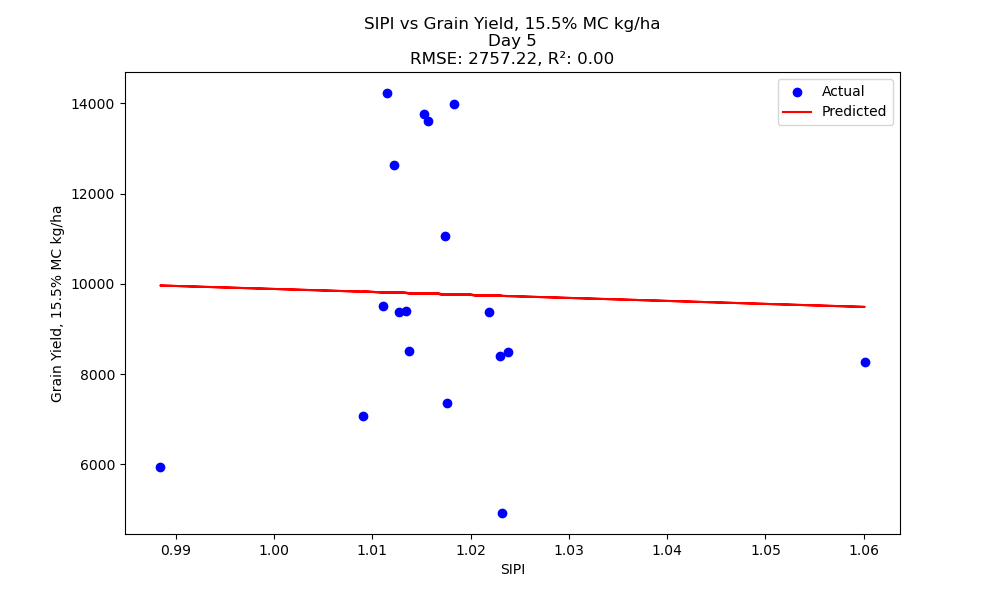 SIPI vs Grain Yield, 15.5% MC kg/ha
Day 5
RMSE: 2757.22, R²: 0.00
Actual
Predicted
Grain Yield, 15.5% MC kg/ha
14000
12000
10000
8000
6000
0.99 1.00 1.01 1.02 1.03 1.04 1.05 1.06
SIPI